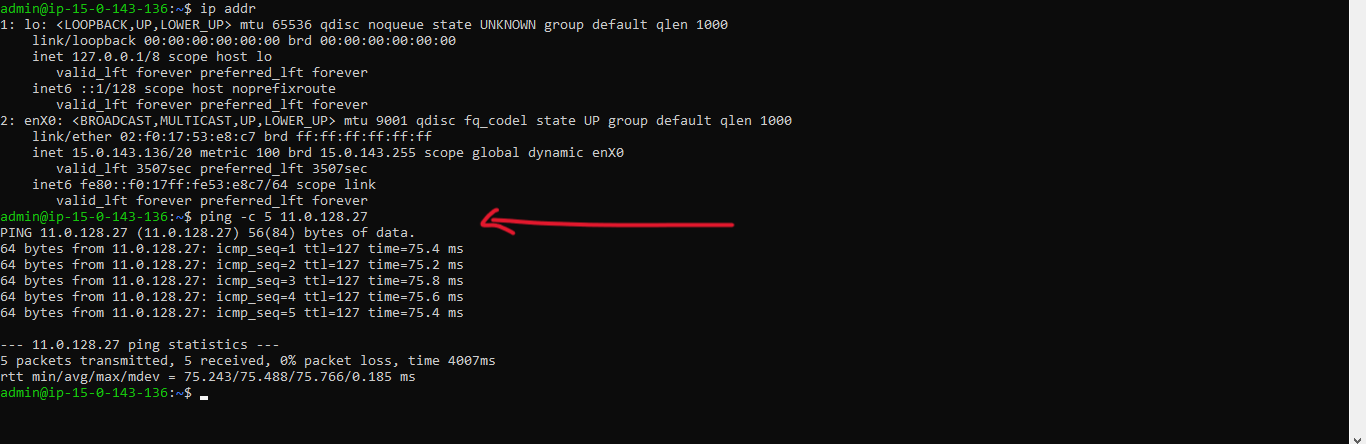 admin@ip-15-0-143-136:~$ ip addr
1: lo: <LOOPBACK,UP,LOWER_UP> mtu 65536 qdisc noqueue state UNKNOWN group default qlen 1000
    link/loopback 00:00:00:00:00:00 brd 00:00:00:00:00:00
    inet 127.0.0.1/8 scope host lo
       valid_lft forever preferred_lft forever
    inet6 ::1/128 scope host noprefixroute
       valid_lft forever preferred_lft forever
2: enX0: <BROADCAST,MULTICAST,UP,LOWER_UP> mtu 9001 qdisc fq_codel state UP group default qlen 1000
    link/ether 02:f0:17:53:e8:c7 brd ff:ff:ff:ff:ff:ff
    inet 15.0.143.136/20 metric 100 brd 15.0.143.255 scope global dynamic enX0
       valid_lft 3507sec preferred_lft 3507sec
    inet6 fe80::f0:17ff:fe53:e8c7/64 scope link
       valid_lft forever preferred_lft forever
admin@ip-15-0-143-136:~$ ping -c 5 11.0.128.27
PING 11.0.128.27 (11.0.128.27) 56(84) bytes of data.
64 bytes from 11.0.128.27: icmp_seq=1 ttl=127 time=75.4 ms
64 bytes from 11.0.128.27: icmp_seq=2 ttl=127 time=75.2 ms
64 bytes from 11.0.128.27: icmp_seq=3 ttl=127 time=75.8 ms
64 bytes from 11.0.128.27: icmp_seq=4 ttl=127 time=75.6 ms
64 bytes from 11.0.128.27: icmp_seq=5 ttl=127 time=75.4 ms

--- 11.0.128.27 ping statistics ---
5 packets transmitted, 5 received, 0% packet loss, time 4007ms
rtt min/avg/max/mdev = 75.243/75.488/75.766/0.185 ms
admin@ip-15-0-143-136:~$